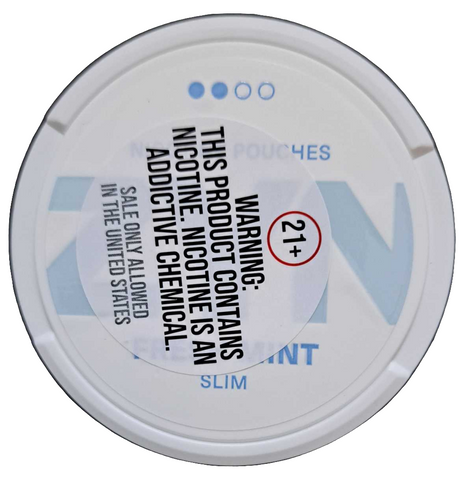 POUCHES
21+
WARNING:
THIS PRODUCT CONTAINS
NICOTINE. NICOTINE IS AN
ADDICTIVE CHEMICAL.
SALE ONLY ALLOWED
IN THE UNITED STATES
MINT
SLIM